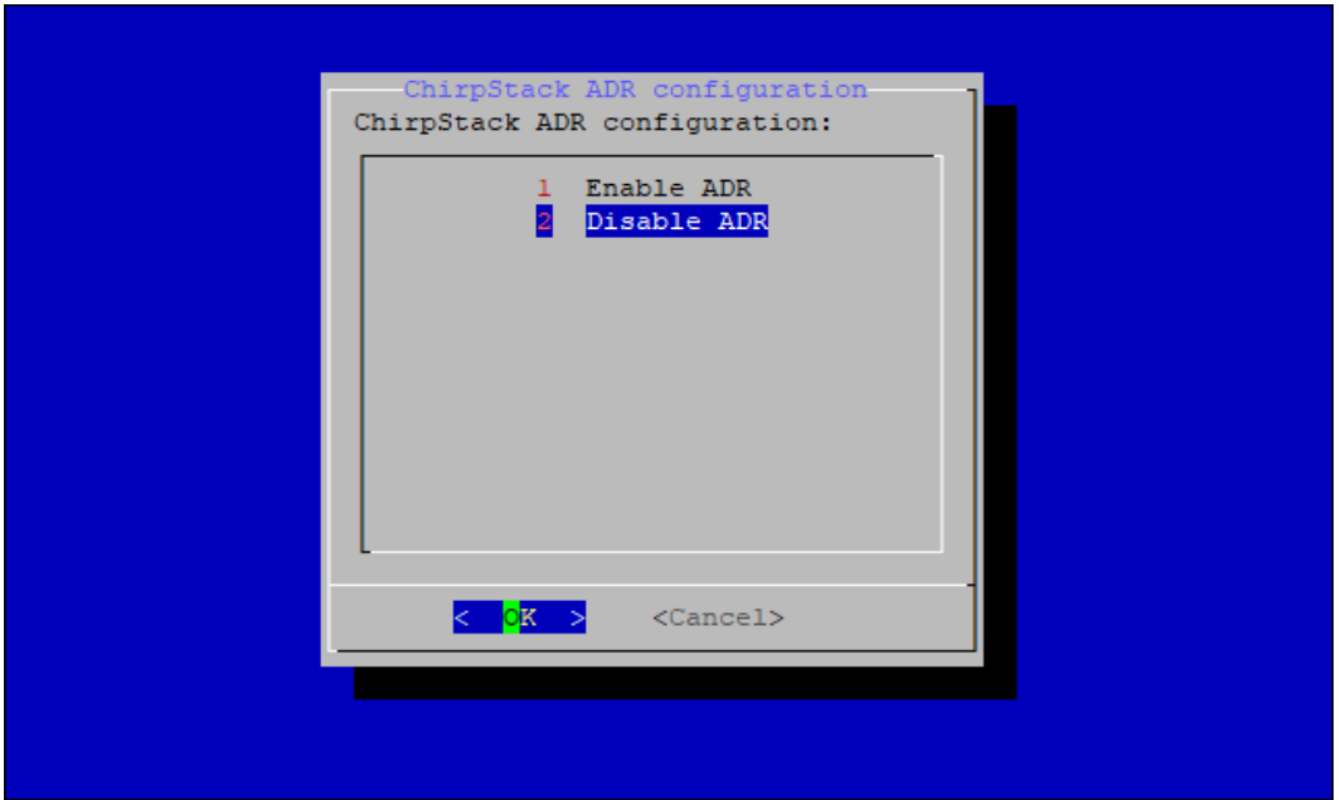 ChirpStack ADR configuration
ChirpStack ADR configuration:
1 Enable ADR
2 Disable ADR
< OK > <Cancel>